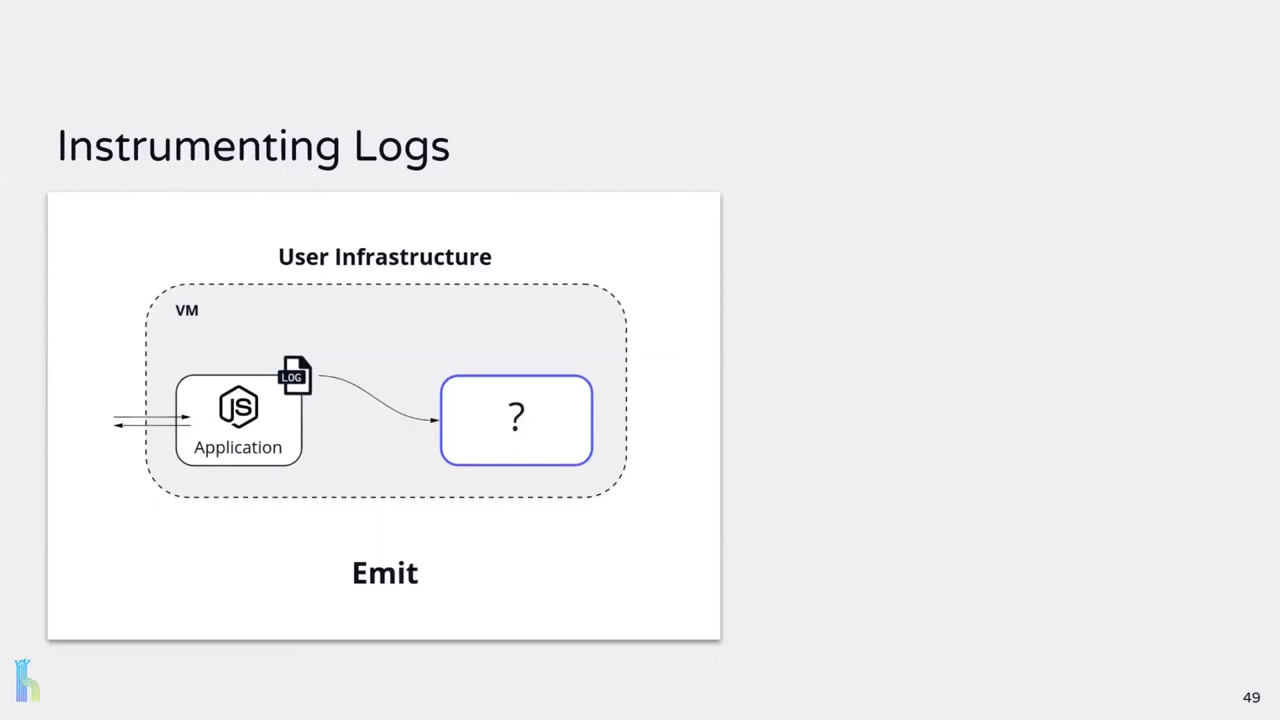 Instrumenting Logs
User Infrastructure
VM
LOG
JS
Application
?
Emit
49